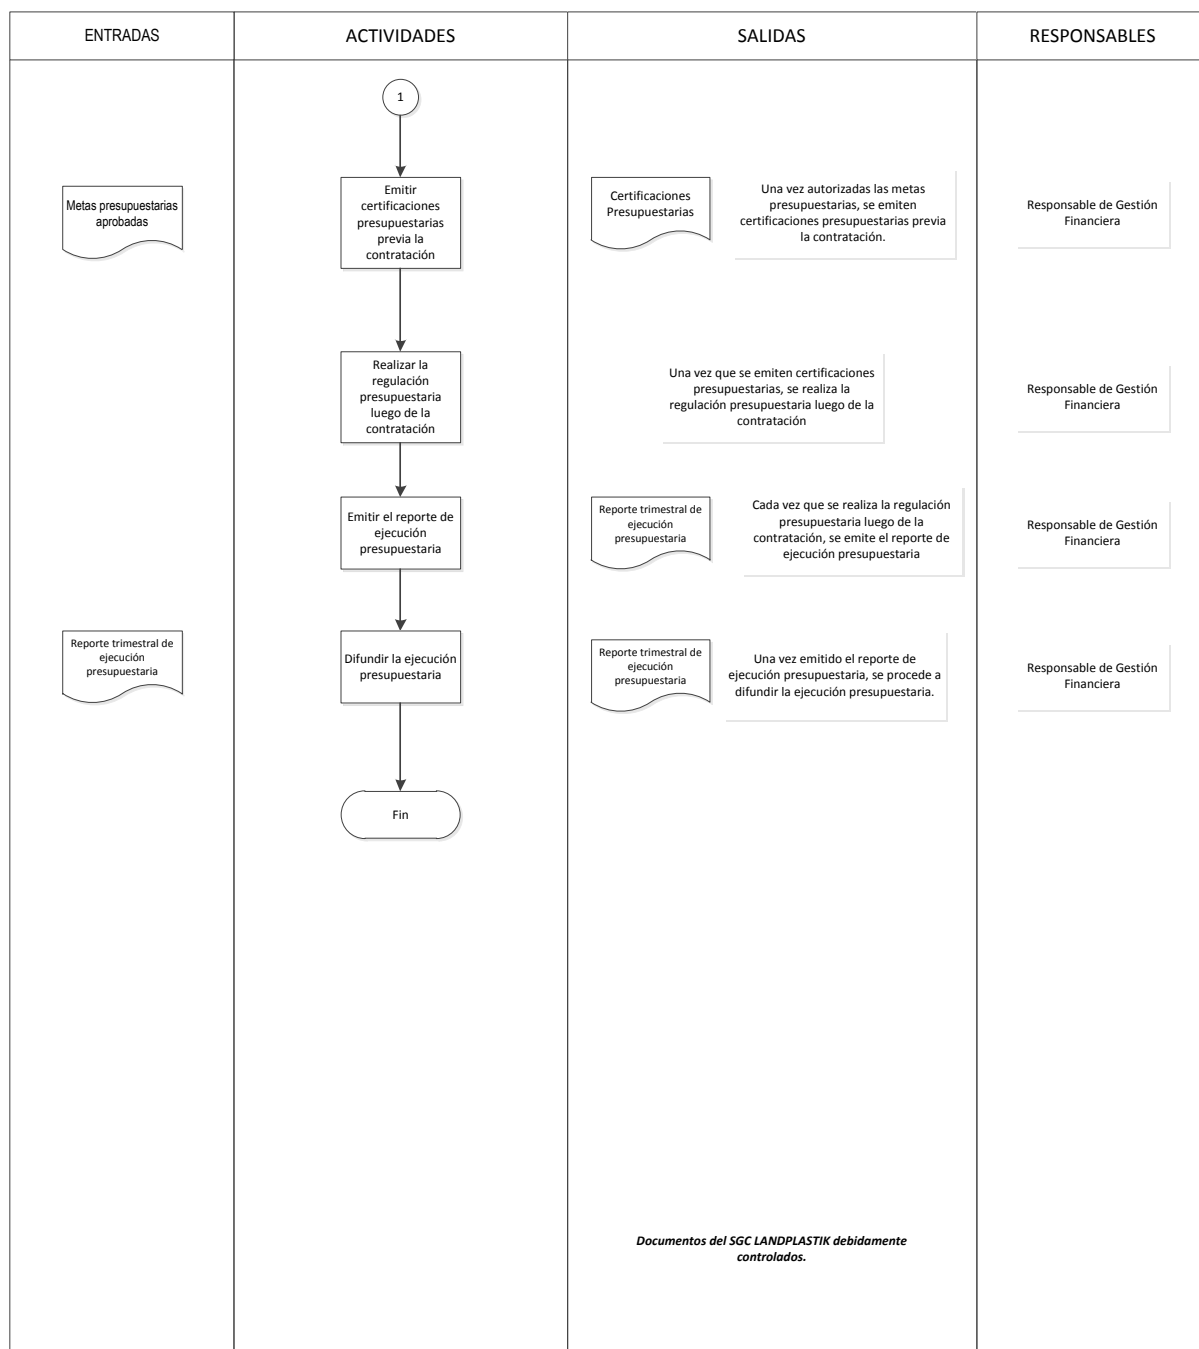 ENTRADAS
ACTIVIDADES
SALIDAS
RESPONSABLES
1
Metas presupuestarias
aprobadas
Emitir
certificaciones
presupuestarias
previa la
contratación
Certificaciones
Presupuestarias
Una vez autorizadas las metas
presupuestarias, se emiten
certificaciones presupuestarias previa
la contratación.
Responsable de Gestión
Financiera
Realizar la
regulación
presupuestaria
luego de la
contratación
Una vez que se emiten certificaciones
presupuestarias, se realiza la
regulación presupuestaria luego de la
contratación
Responsable de Gestión
Financiera
Emitir el reporte de
ejecución
presupuestaria
Reporte trimestral de
ejecución
presupuestaria
Cada vez que se realiza la regulación
presupuestaria luego de la
contratación, se emite el reporte de
ejecución presupuestaria
Responsable de Gestión
Financiera
Reporte trimestral de
ejecución
presupuestaria
Difundir la ejecución
presupuestaria
Reporte trimestral de
ejecución
presupuestaria
Una vez emitido el reporte de
ejecución presupuestaria, se procede a
difundir la ejecución presupuestaria.
Responsable de Gestión
Financiera
Fin
Documentos del SGC LANDPLASTIK debidamente
controlados.